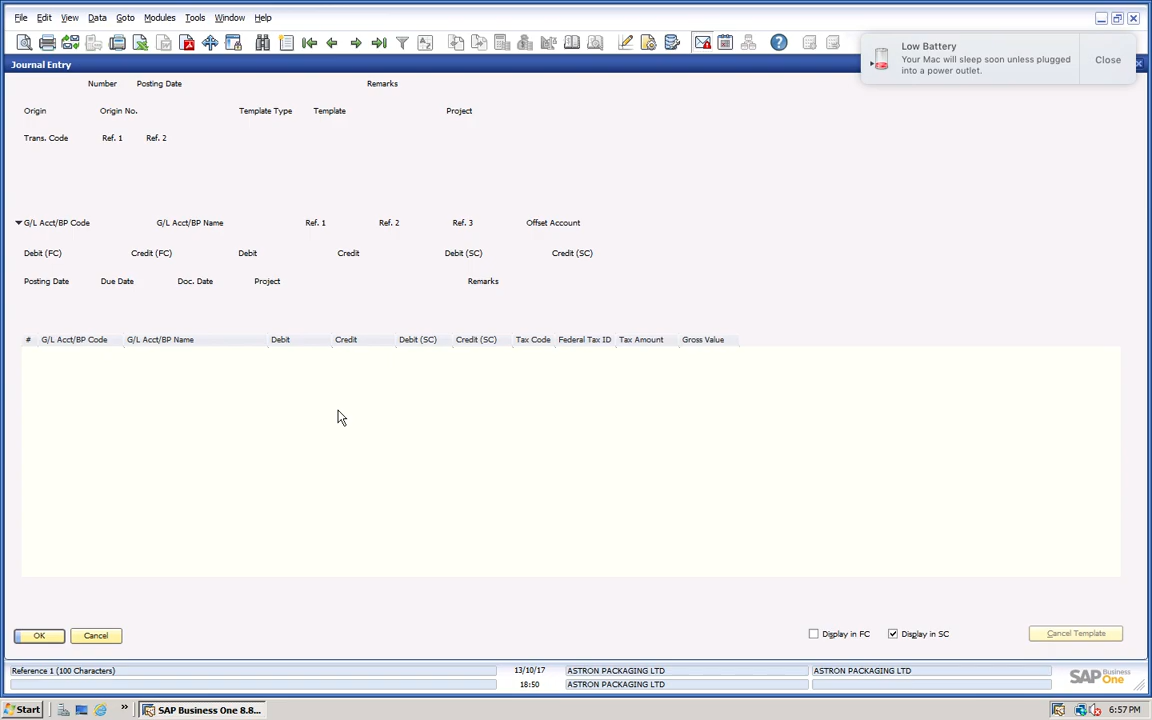 File Edit View Data Goto Modules Tools Window Help
Low Battery
Your Mac will sleep soon unless plugged
into a power outlet.
Close
Journal Entry
Number Posting Date Remarks
Origin Origin No. Template Type Template Project
Trans. Code Ref. 1 Ref. 2
G/L Acct/BP Code G/L Acct/BP Name Ref. 1 Ref. 2 Ref. 3 Offset Account
Debit (FC) Credit (FC) Debit Credit Debit (SC) Credit (SC)
Posting Date Due Date Doc. Date Project Remarks
# G/L Acct/BP Code G/L Acct/BP Name Debit Credit Debit (SC) Credit (SC) Tax Code Federal Tax ID Tax Amount Gross Value
OK Cancel Display in FC Display in SC Cancel Template
Reference 1 (100 Characters) 13/10/17 ASTRON PACKAGING LTD ASTRON PACKAGING LTD
18:50 ASTRON PACKAGING LTD
SAP Business One
Start » SAP Business One 8.8... 6:57 PM